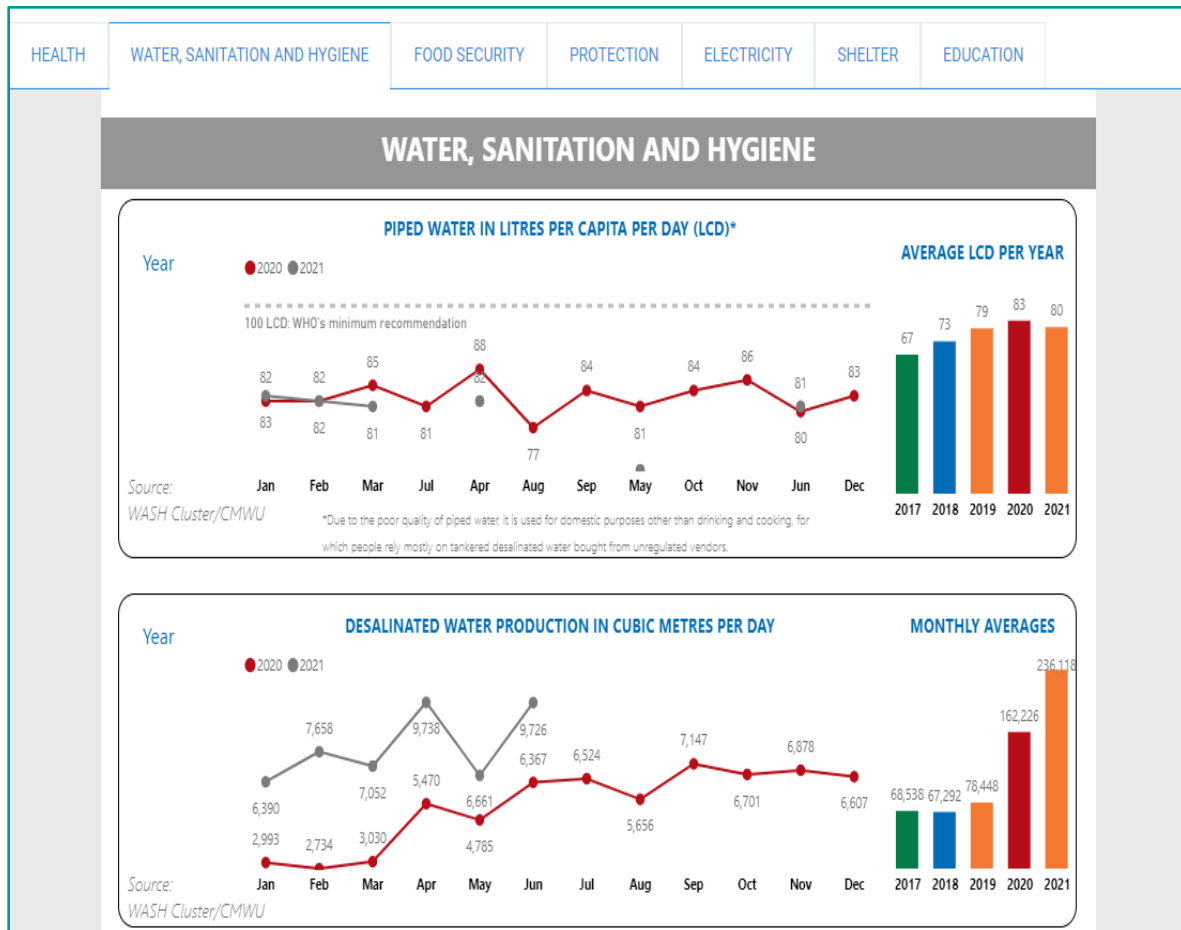 HEALTH WATER, SANITATION AND HYGIENE FOOD SECURITY PROTECTION ELECTRICITY SHELTER EDUCATION
WATER, SANITATION AND HYGIENE
PIPED WATER IN LITRES PER CAPITA PER DAY (LCD)*
Year
2020 2021
100 LCD: WHO's minimum recommendation
82 82 85 88 84 84 86 81 83
82
83 82 81 81 77 81 80
Jan Feb Mar Jul Apr Aug Sep May Oct Nov Jun Dec
Source:
WASH Cluster/CMWU
*Due to the poor quality of piped water, it is used for domestic purposes other than drinking and cooking, for
which people rely mostly on tankered desalinated water bought from unregulated vendors.
AVERAGE LCD PER YEAR
67 73 79 83 80
2017 2018 2019 2020 2021
DESALINATED WATER PRODUCTION IN CUBIC METRES PER DAY
Year
2020 2021
6,390 7,658 7,052 9,738 6,661 9,726
2,993 2,734 3,030 5,470 4,785 6,367 6,524 5,656 7,147 6,701 6,878 6,607
Jan Feb Mar Apr May Jun Jul Aug Sep Oct Nov Dec
Source:
WASH Cluster/CMWU
MONTHLY AVERAGES
68,538 67,292 78,448 162,226 236,118
2017 2018 2019 2020 2021